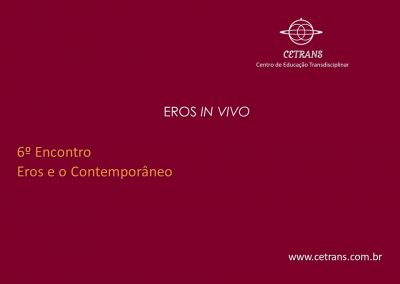 CETRANS
Centro de Educação Transdisciplinar
EROS IN VIVO
6º Encontro
Eros e o Contemporâneo
www.cetrans.com.br